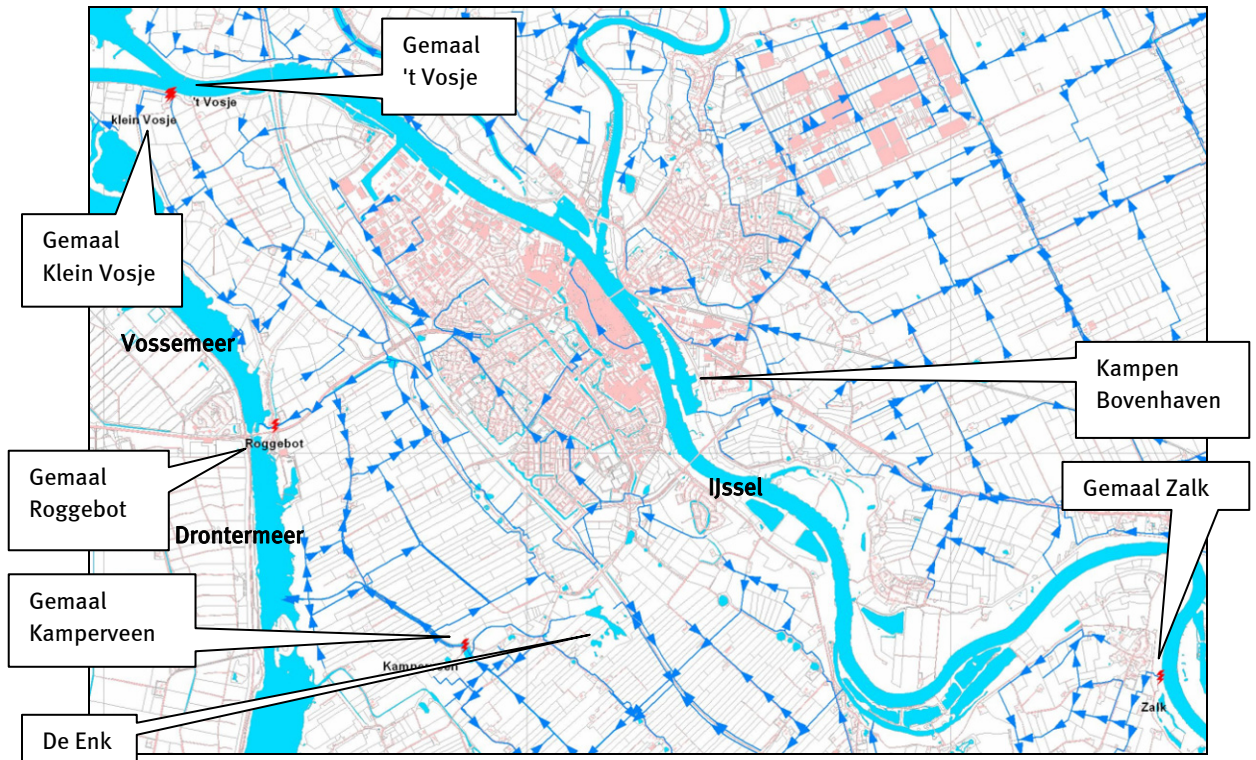 Gemaal
't Vosje
't Vosje
klein Vosje
Gemaal
Klein Vosje
Vossemeer
Kampen
Bovenhaven
Roggebot
Gemaal
Roggebot
IJssel
Gemaal Zalk
Drontermeer
Gemaal
Kamperveen
Kamperveen
Zalk
De Enk